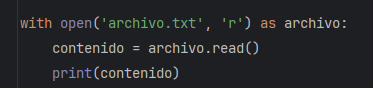 with open('archivo.txt', 'r') as archivo:
    contenido = archivo.read()
    print(contenido)